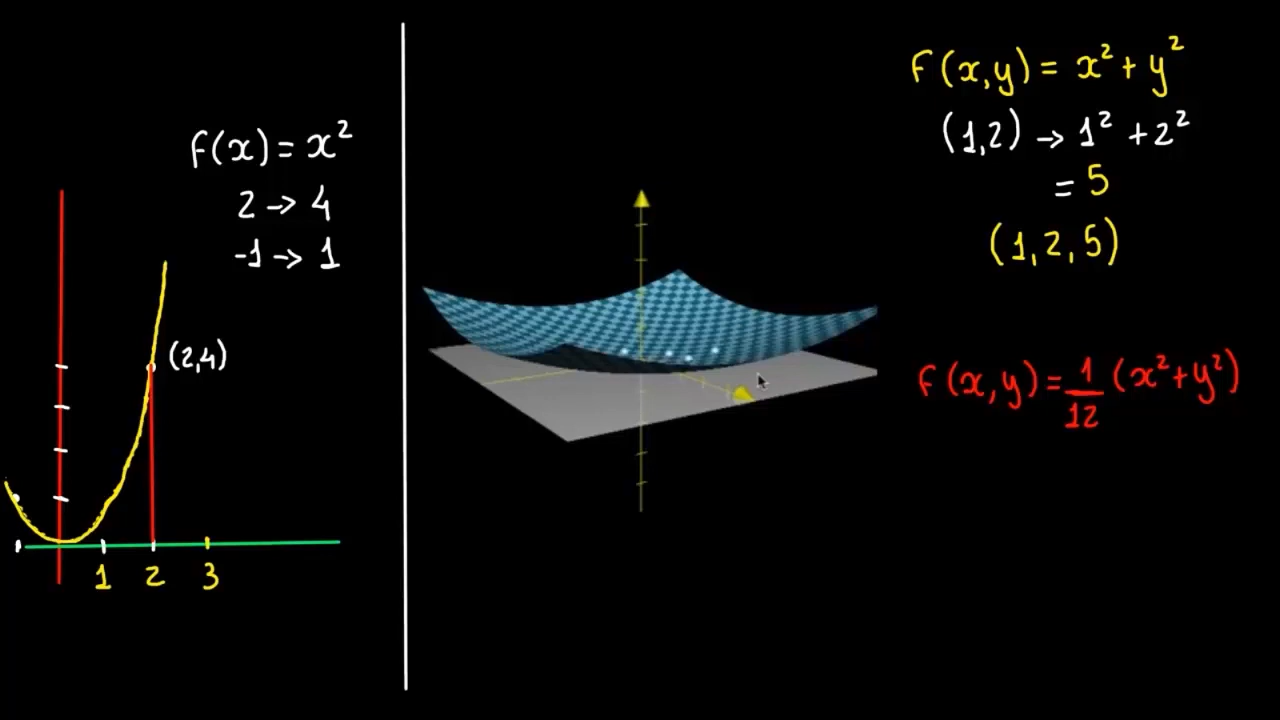 f(x) = x²
2 → 4
-1 → 1
(2,4)
1 2 3
f(x,y) = x² + y²
(1,2) → 1² + 2²
= 5
(1, 2, 5)
f(x,y) = 1/12 (x² + y²)